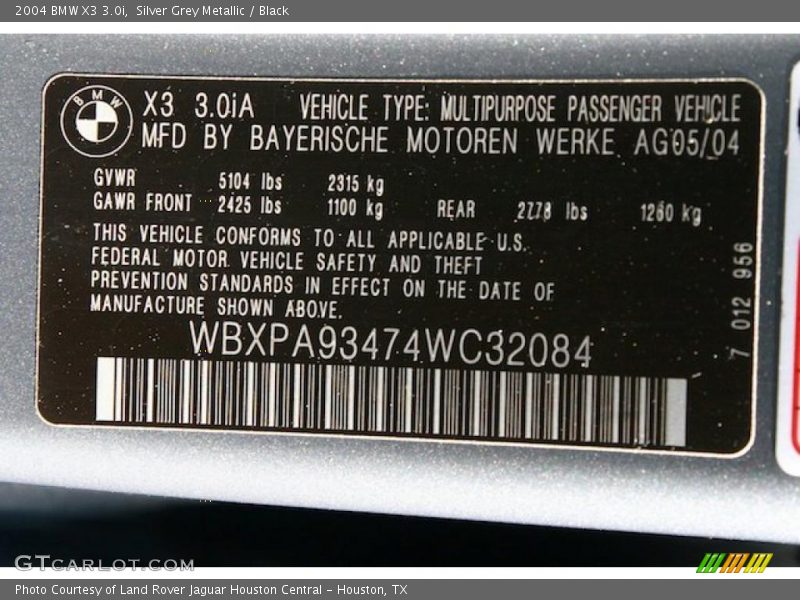 2004 BMW X3 3.0i, Silver Grey Metallic / Black
BMW
X3 3.0iA VEHICLE TYPE: MULTIPURPOSE PASSENGER VEHICLE
MFD BY BAYERISCHE MOTOREN WERKE AG05/04
GVWR 5104 lbs 2315 kg
GAWR FRONT 2425 lbs 1100 kg REAR 2778 lbs 1260 kg
THIS VEHICLE CONFORMS TO ALL APPLICABLE U.S.
FEDERAL MOTOR VEHICLE SAFETY AND THEFT
PREVENTION STANDARDS IN EFFECT ON THE DATE OF
MANUFACTURE SHOWN ABOVE.
WBXPA93474WC32084
7 012 956
GTCARLOT.COM
Photo Courtesy of Land Rover Jaguar Houston Central - Houston, TX